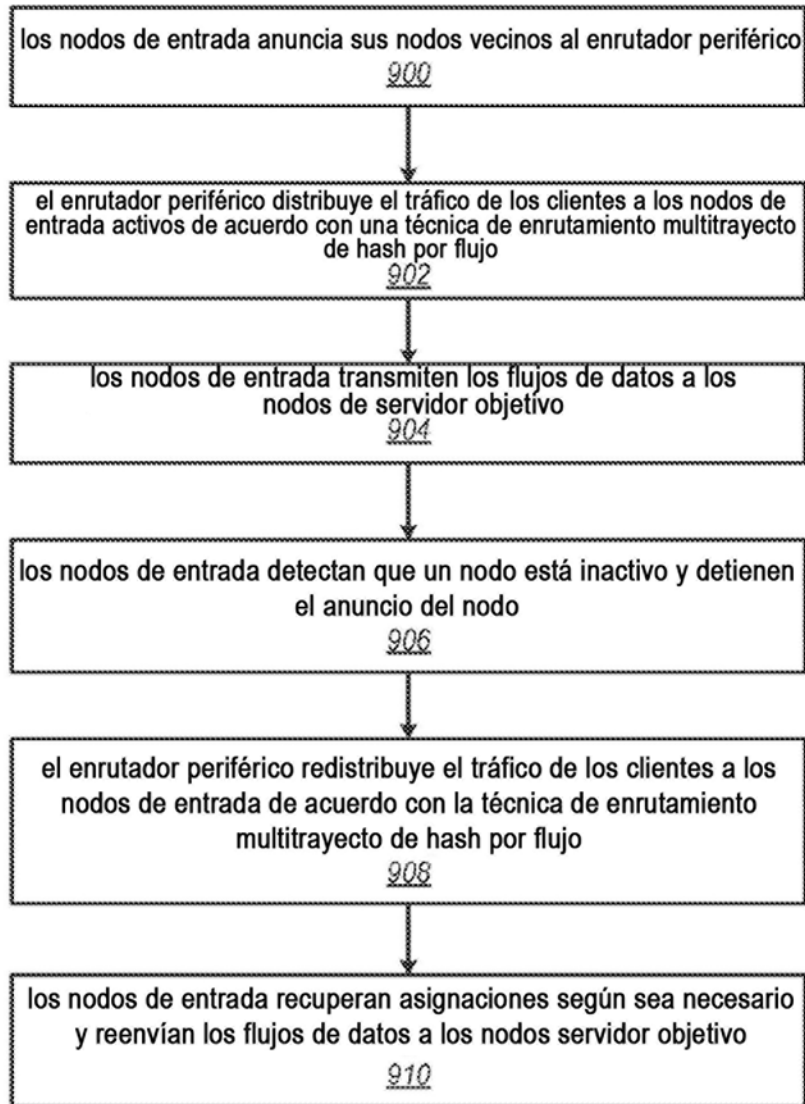 los nodos de entrada anuncia sus nodos vecinos al enrutador periférico
900
el enrutador periférico distribuye el tráfico de los clientes a los nodos de
entrada activos de acuerdo con una técnica de enrutamiento multitrayecto
de hash por flujo
902
los nodos de entrada transmiten los flujos de datos a los
nodos de servidor objetivo
904
los nodos de entrada detectan que un nodo está inactivo y detienen
el anuncio del nodo
906
el enrutador periférico redistribuye el tráfico de los clientes a los
nodos de entrada de acuerdo con la técnica de enrutamiento
multitrayecto de hash por flujo
908
los nodos de entrada recuperan asignaciones según sea necesario
y reenvían los flujos de datos a los nodos servidor objetivo
910